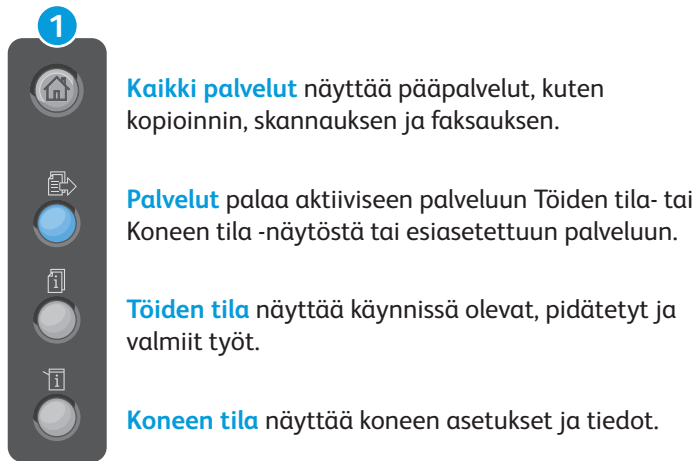 1
Kaikki palvelut näyttää pääpalvelut, kuten
kopioinnin, skannauksen ja faksauksen.
Palvelut palaa aktiiviseen palveluun Töiden tila- tai
Koneen tila -näytöstä tai esiasetettuun palveluun.
Töiden tila näyttää käynnissä olevat, pidätetyt ja
valmiit työt.
Koneen tila näyttää koneen asetukset ja tiedot.